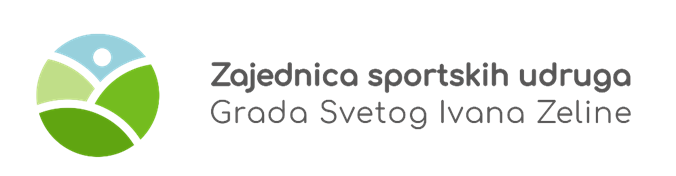 Zajednica sportskih udruga
Grada Svetog Ivana Zeline